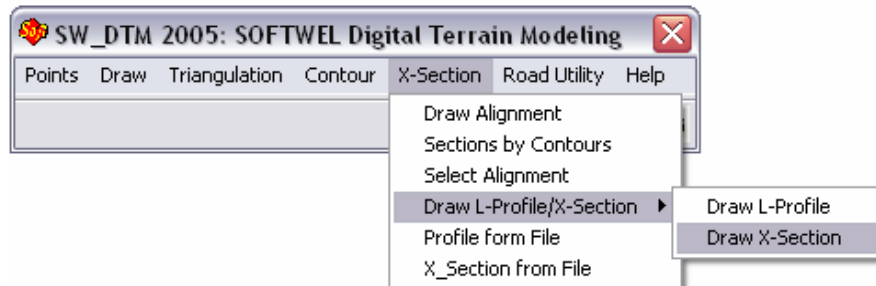 SW_DTM 2005: SOFTWEL Digital Terrain Modeling
Points Draw Triangulation Contour X-Section Road Utility Help
Draw Alignment
Sections by Contours
Select Alignment
Draw L-Profile/X-Section
Draw L-Profile
Profile form File
Draw X-Section
X_Section from File